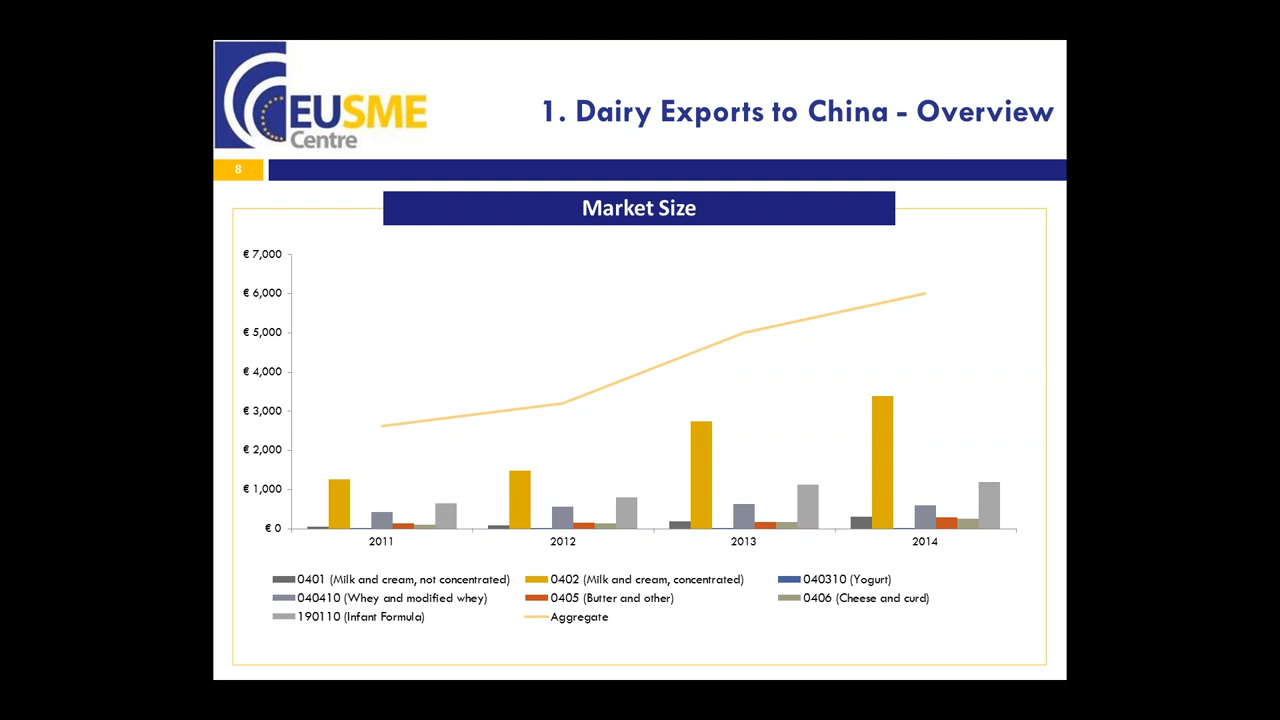 EUSME
Centre
1. Dairy Exports to China - Overview
8
Market Size
€ 7,000
€ 6,000
€ 5,000
€ 4,000
€ 3,000
€ 2,000
€ 1,000
€ 0
2011 2012 2013 2014
0401 (Milk and cream, not concentrated) 0402 (Milk and cream, concentrated) 040310 (Yogurt)
040410 (Whey and modified whey) 0405 (Butter and other) 0406 (Cheese and curd)
190110 (Infant Formula) Aggregate